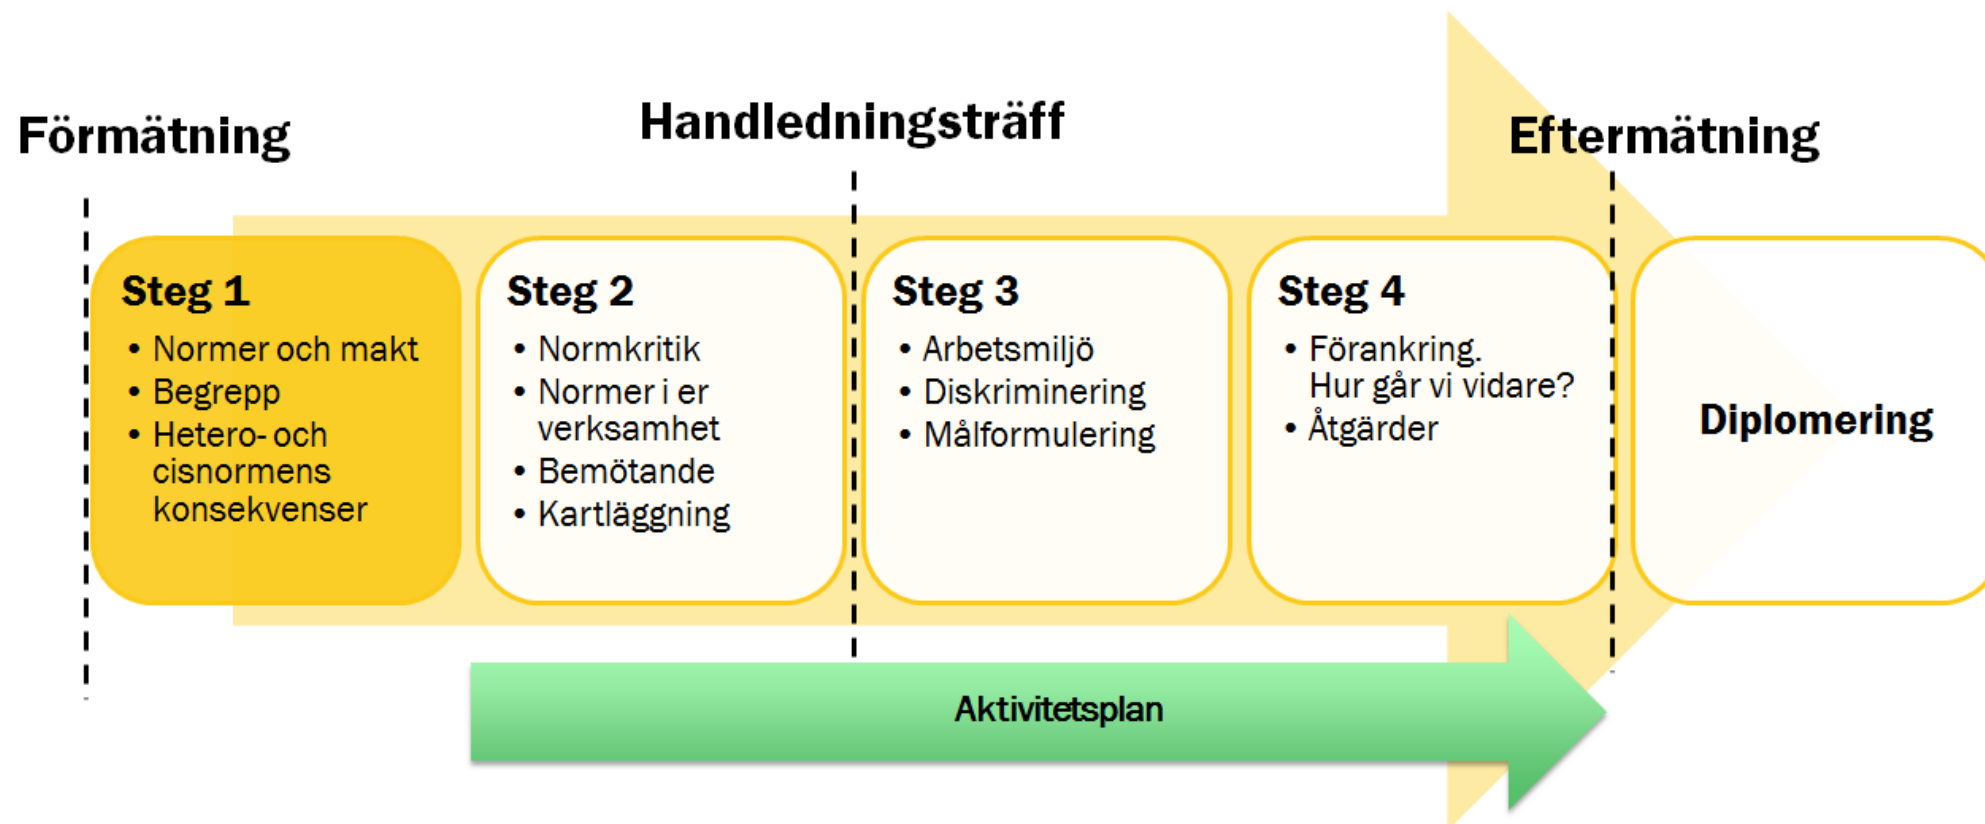 Förmätning
Handledningsträff
Eftermätning
Steg 1
• Normer och makt
• Begrepp
• Hetero- och
cisnormens
konsekvenser
Steg 2
• Normkritik
• Normer i er
verksamhet
• Bemötande
• Kartläggning
Steg 3
• Arbetsmiljö
• Diskriminering
• Målformulering
Steg 4
• Förankring.
Hur går vi vidare?
• Åtgärder
Diplomering
Aktivitetsplan